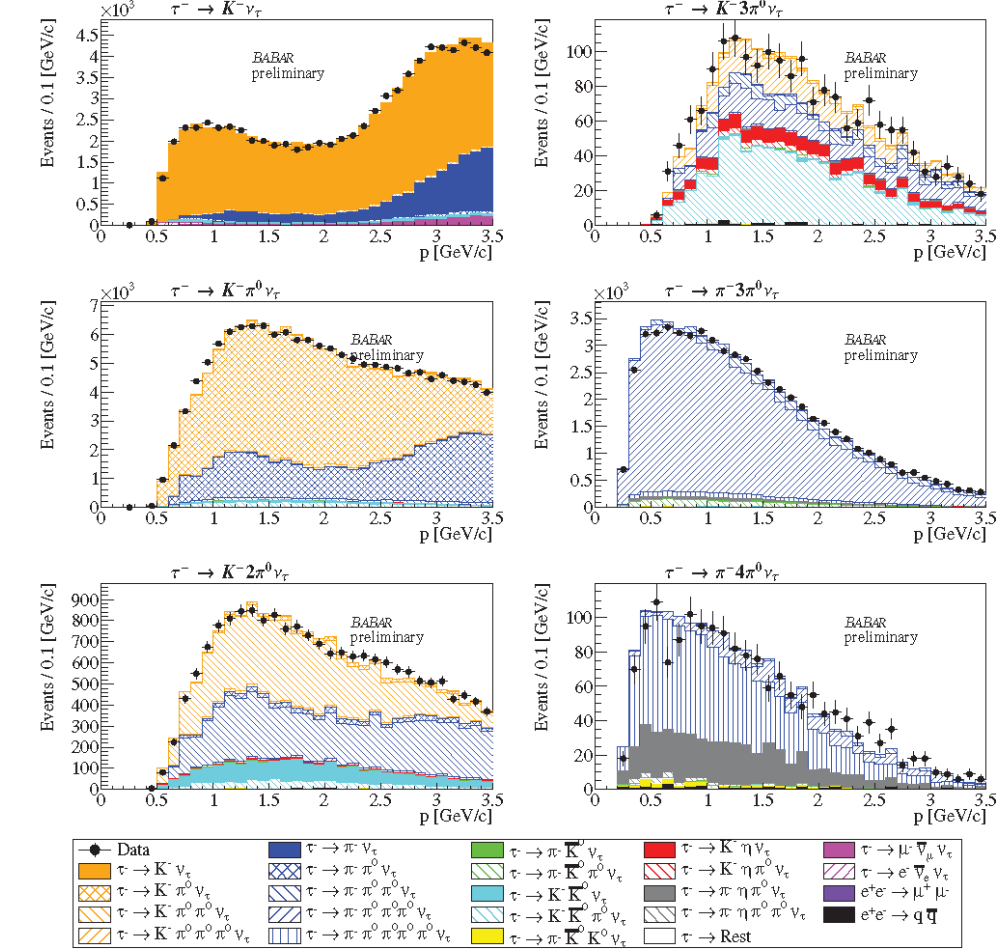 ×10³
τ⁻ → K⁻ν_τ
Events / 0.1 [GeV/c]
BABAR
preliminary
4.5
4
3.5
3
2.5
2
1.5
1
0.5
0
0 0.5 1 1.5 2 2.5 3 3.5
p [GeV/c]
τ⁻ → K⁻3π⁰ν_τ
Events / 0.1 [GeV/c]
BABAR
preliminary
100
80
60
40
20
0
0 0.5 1 1.5 2 2.5 3 3.5
p [GeV/c]
×10³
τ⁻ → K⁻π⁰ν_τ
Events / 0.1 [GeV/c]
BABAR
preliminary
7
6
5
4
3
2
1
0
0 0.5 1 1.5 2 2.5 3 3.5
p [GeV/c]
×10³
τ⁻ → π⁻3π⁰ν_τ
Events / 0.1 [GeV/c]
BABAR
preliminary
3.5
3
2.5
2
1.5
1
0.5
0
0 0.5 1 1.5 2 2.5 3 3.5
p [GeV/c]
τ⁻ → K⁻2π⁰ν_τ
Events / 0.1 [GeV/c]
BABAR
preliminary
900
800
700
600
500
400
300
200
100
0
0 0.5 1 1.5 2 2.5 3 3.5
p [GeV/c]
τ⁻ → π⁻4π⁰ν_τ
Events / 0.1 [GeV/c]
BABAR
preliminary
100
80
60
40
20
0
0 0.5 1 1.5 2 2.5 3 3.5
p [GeV/c]
Data
τ⁻ → K⁻ ν_τ
τ⁻ → K⁻ π⁰ ν_τ
τ⁻ → K⁻ π⁰ π⁰ ν_τ
τ⁻ → K⁻ π⁰ π⁰ π⁰ ν_τ
τ⁻ → π⁻ ν_τ
τ⁻ → π⁻ π⁰ ν_τ
τ⁻ → π⁻ π⁰ π⁰ ν_τ
τ⁻ → π⁻ π⁰ π⁰ π⁰ ν_τ
τ⁻ → π⁻ π⁰ π⁰ π⁰ π⁰ ν_τ
τ⁻ → π⁻ K̅⁰ ν_τ
τ⁻ → π⁻ K̅⁰ π⁰ ν_τ
τ⁻ → K⁻ K̅⁰ ν_τ
τ⁻ → K⁻ K̅⁰ π⁰ ν_τ
τ⁻ → π⁻ K̅⁰ K⁰ ν_τ
τ⁻ → K⁻ η ν_τ
τ⁻ → K⁻ η π⁰ ν_τ
τ⁻ → π⁻ η π⁰ ν_τ
τ⁻ → π⁻ η π⁰ π⁰ ν_τ
τ⁻ → Rest
τ⁻ → μ⁻ ν̅_μ ν_τ
τ⁻ → e⁻ ν̅_e ν_τ
e⁺e⁻ → μ⁺ μ⁻
e⁺e⁻ → q q̅